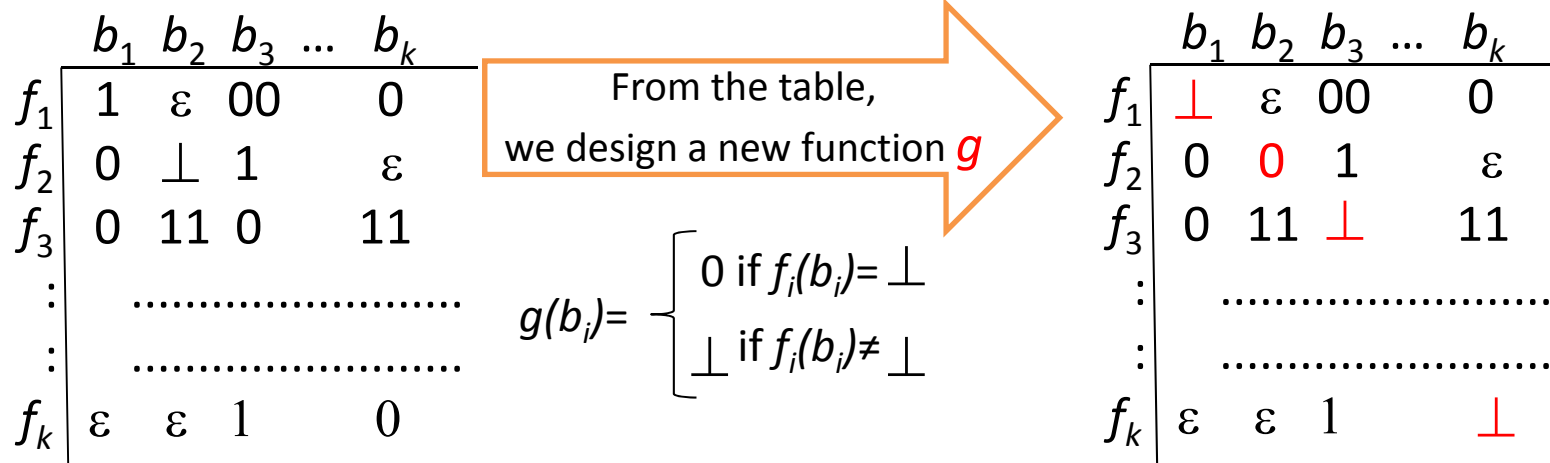 b₁ b₂ b₃ … bₖ
f₁ 1 ε 00 0
f₂ 0 ⊥ 1 ε
f₃ 0 11 0 11
: ..........................
: ..........................
fₖ ε ε 1 0
From the table,
we design a new function g
g(bᵢ)=
0 if fᵢ(bᵢ)= ⊥
⊥ if fᵢ(bᵢ)≠ ⊥
b₁ b₂ b₃ … bₖ
f₁ ⊥ ε 00 0
f₂ 0 0 1 ε
f₃ 0 11 ⊥ 11
: ..........................
: ..........................
fₖ ε ε 1 ⊥